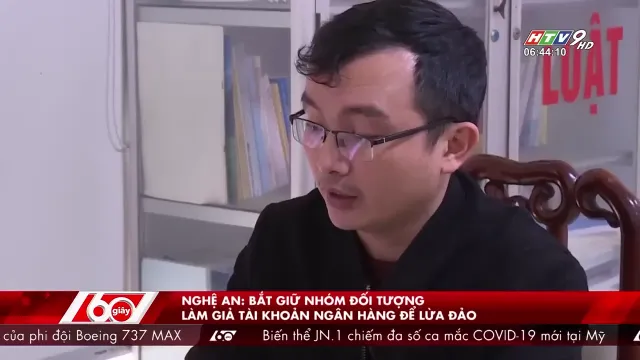 HTV9 HD
06:44:10
LUẬT
60 giây
NGHỆ AN: BẮT GIỮ NHÓM ĐỐI TƯỢNG
LÀM GIẢ TÀI KHOẢN NGÂN HÀNG ĐỂ LỪA ĐẢO
của phi đội Boeing 737 MAX
Biến thể JN.1 chiếm đa số ca mắc COVID-19 mới tại Mỹ